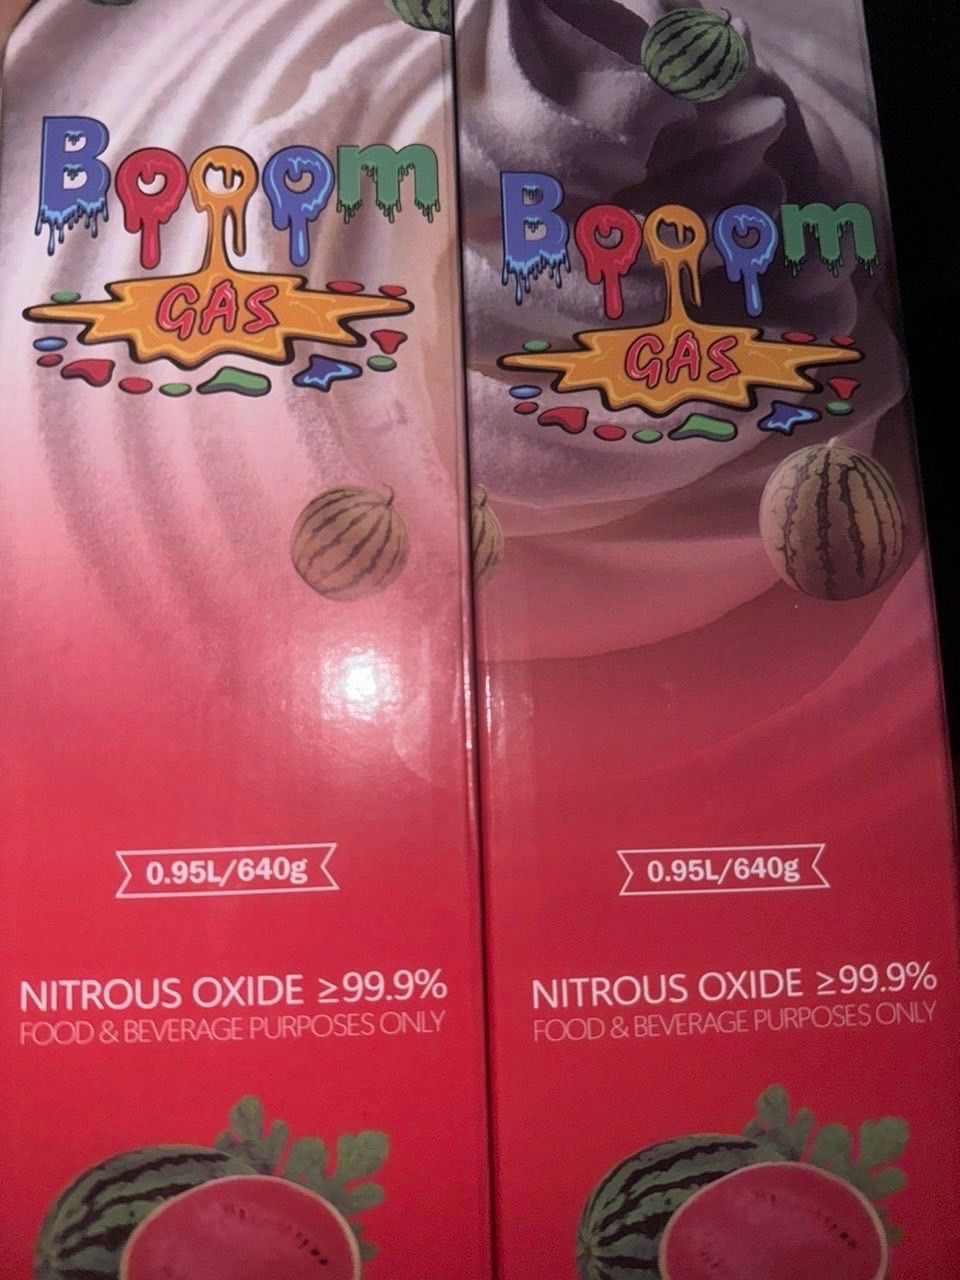 Booom
GAS
0.95L/640g
NITROUS OXIDE ≥99.9%
FOOD & BEVERAGE PURPOSES ONLY
Booom
GAS
0.95L/640g
NITROUS OXIDE ≥99.9%
FOOD & BEVERAGE PURPOSES ONLY